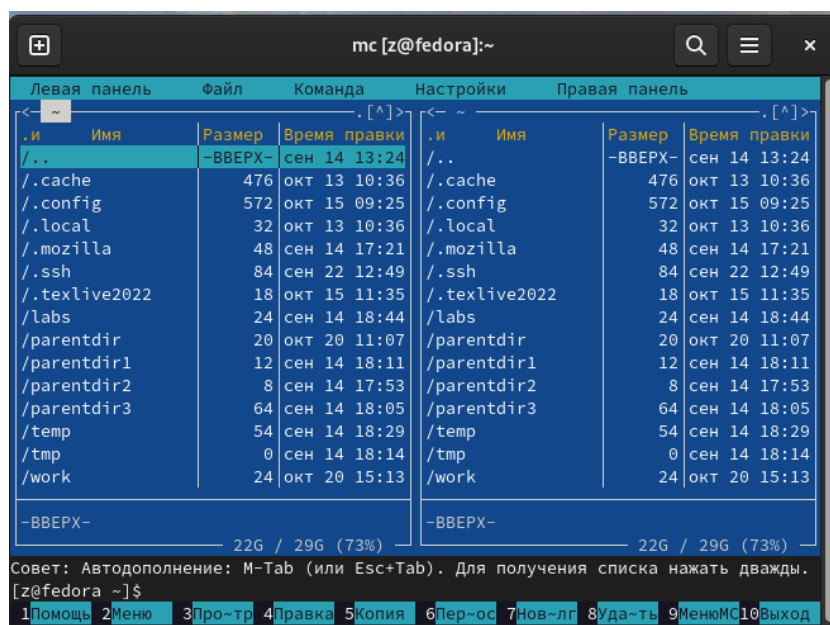 mc [z@fedora]:~
Левая панель Файл Команда Настройки Правая панель
<— ~ .[^]> <— ~ .[^]>
.и Имя Размер Время правки .и Имя Размер Время правки
/.. -ВВЕРХ- сен 14 13:24 /.. -ВВЕРХ- сен 14 13:24
/.cache 476 окт 13 10:36 /.cache 476 окт 13 10:36
/.config 572 окт 15 09:25 /.config 572 окт 15 09:25
/.local 32 окт 13 10:36 /.local 32 окт 13 10:36
/.mozilla 48 сен 14 17:21 /.mozilla 48 сен 14 17:21
/.ssh 84 сен 22 12:49 /.ssh 84 сен 22 12:49
/.texlive2022 18 окт 15 11:35 /.texlive2022 18 окт 15 11:35
/labs 24 сен 14 18:44 /labs 24 сен 14 18:44
/parentdir 20 окт 20 11:07 /parentdir 20 окт 20 11:07
/parentdir1 12 сен 14 18:11 /parentdir1 12 сен 14 18:11
/parentdir2 8 сен 14 17:53 /parentdir2 8 сен 14 17:53
/parentdir3 64 сен 14 18:05 /parentdir3 64 сен 14 18:05
/temp 54 сен 14 18:29 /temp 54 сен 14 18:29
/tmp 0 сен 14 18:14 /tmp 0 сен 14 18:14
/work 24 окт 20 15:13 /work 24 окт 20 15:13
-ВВЕРХ- -ВВЕРХ-
22G / 29G (73%) 22G / 29G (73%)
Совет: Автодополнение: M-Tab (или Esc+Tab). Для получения списка нажать дважды.
[z@fedora ~]$
1Помощь 2Меню 3Про~тр 4Правка 5Копия 6Пер~ос 7Нов~лг 8Уда~ть 9МенюMC10Выход